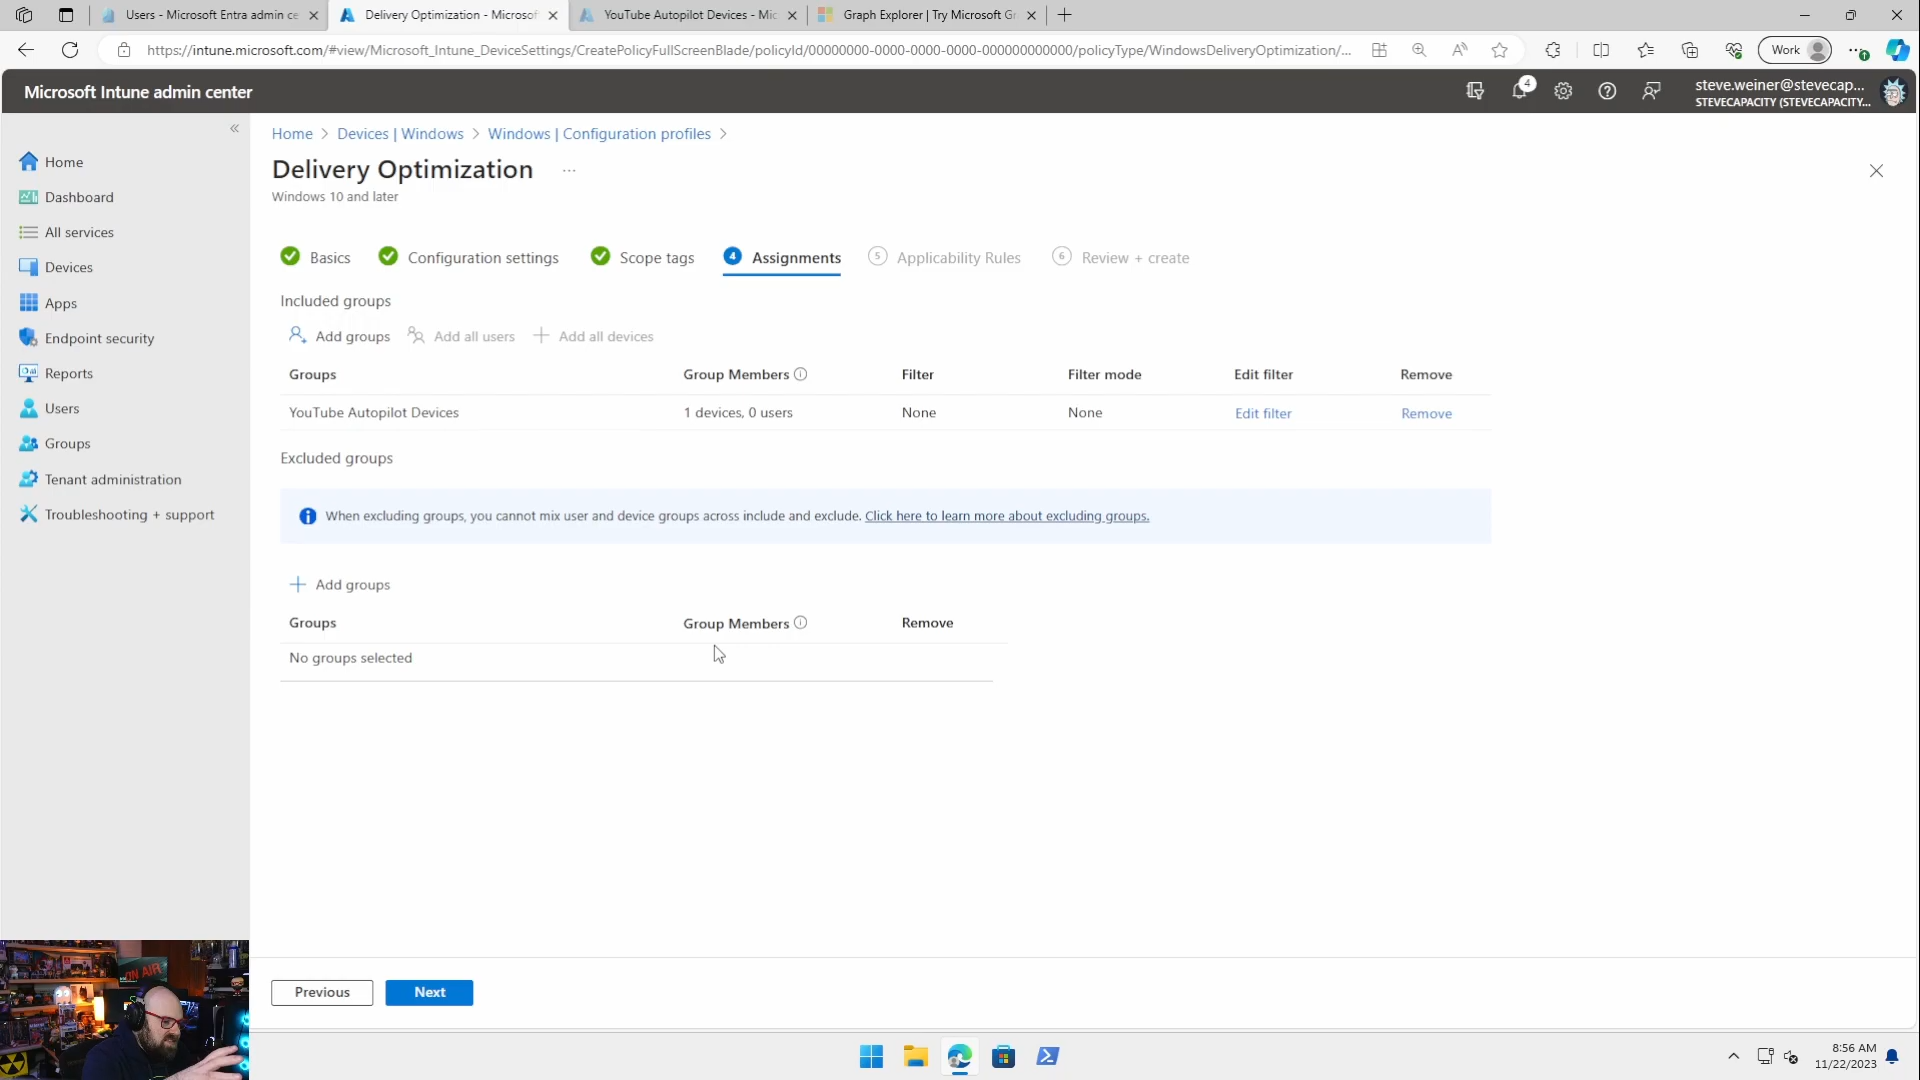 Users - Microsoft Entra admin ce
Delivery Optimization - Microsof
YouTube Autopilot Devices - Mic
Graph Explorer | Try Microsoft Gr
https://intune.microsoft.com/#view/Microsoft_Intune_DeviceSettings/CreatePolicyFullScreenBlade/policyId/00000000-0000-0000-0000-000000000000/policyType/WindowsDeliveryOptimization/...
Work
Microsoft Intune admin center
4
steve.weiner@stevecap...
STEVECAPACITY (STEVECAPACITY,...
Home
Dashboard
All services
Devices
Apps
Endpoint security
Reports
Users
Groups
Tenant administration
Troubleshooting + support
Home > Devices | Windows > Windows | Configuration profiles >
Delivery Optimization ...
Windows 10 and later
Basics
Configuration settings
Scope tags
4 Assignments
5 Applicability Rules
6 Review + create
Included groups
Add groups
Add all users
Add all devices
Groups Group Members Filter Filter mode Edit filter Remove
YouTube Autopilot Devices 1 devices, 0 users None None Edit filter Remove
Excluded groups
When excluding groups, you cannot mix user and device groups across include and exclude. Click here to learn more about excluding groups.
Add groups
Groups Group Members Remove
No groups selected
ON AIR
Previous
Next
8:56 AM
11/22/2023